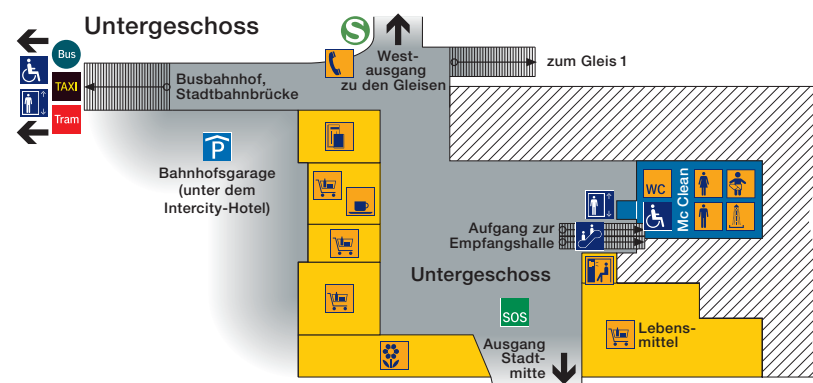 Untergeschoss
S
Bus
TAXI
Tram
Busbahnhof,
Stadtbahnbrücke
West-
ausgang
zu den Gleisen
zum Gleis 1
P
Bahnhofsgarage
(unter dem
Intercity-Hotel)
WC
Mc Clean
Aufgang zur
Empfangshalle
Untergeschoss
SOS
Ausgang
Stadt-
mitte
Lebens-
mittel